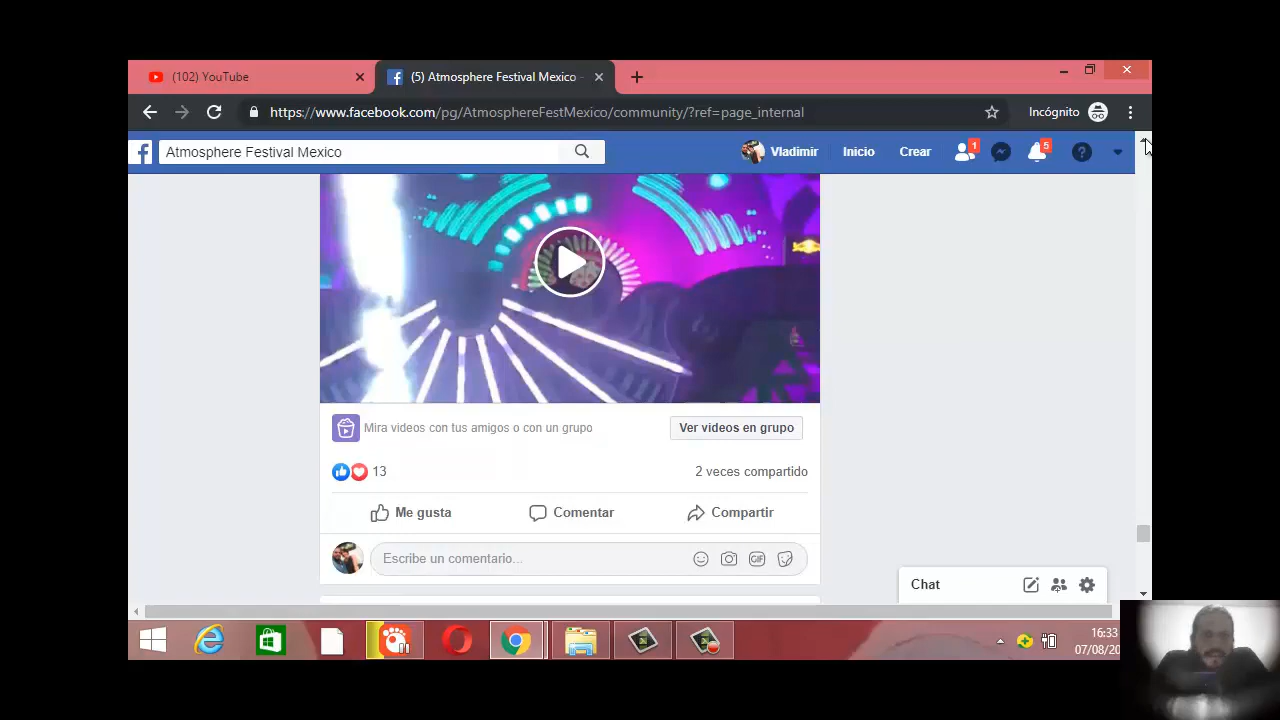 (102) YouTube
(5) Atmosphere Festival Mexico -
https://www.facebook.com/pg/AtmosphereFestMexico/community/?ref=page_internal
Incógnito
Atmosphere Festival Mexico
Vladimir
Inicio
Crear
1
5
Mira videos con tus amigos o con un grupo
Ver videos en grupo
13
2 veces compartido
Me gusta
Comentar
Compartir
Escribe un comentario...
GIF
Chat
16:33
07/08/20